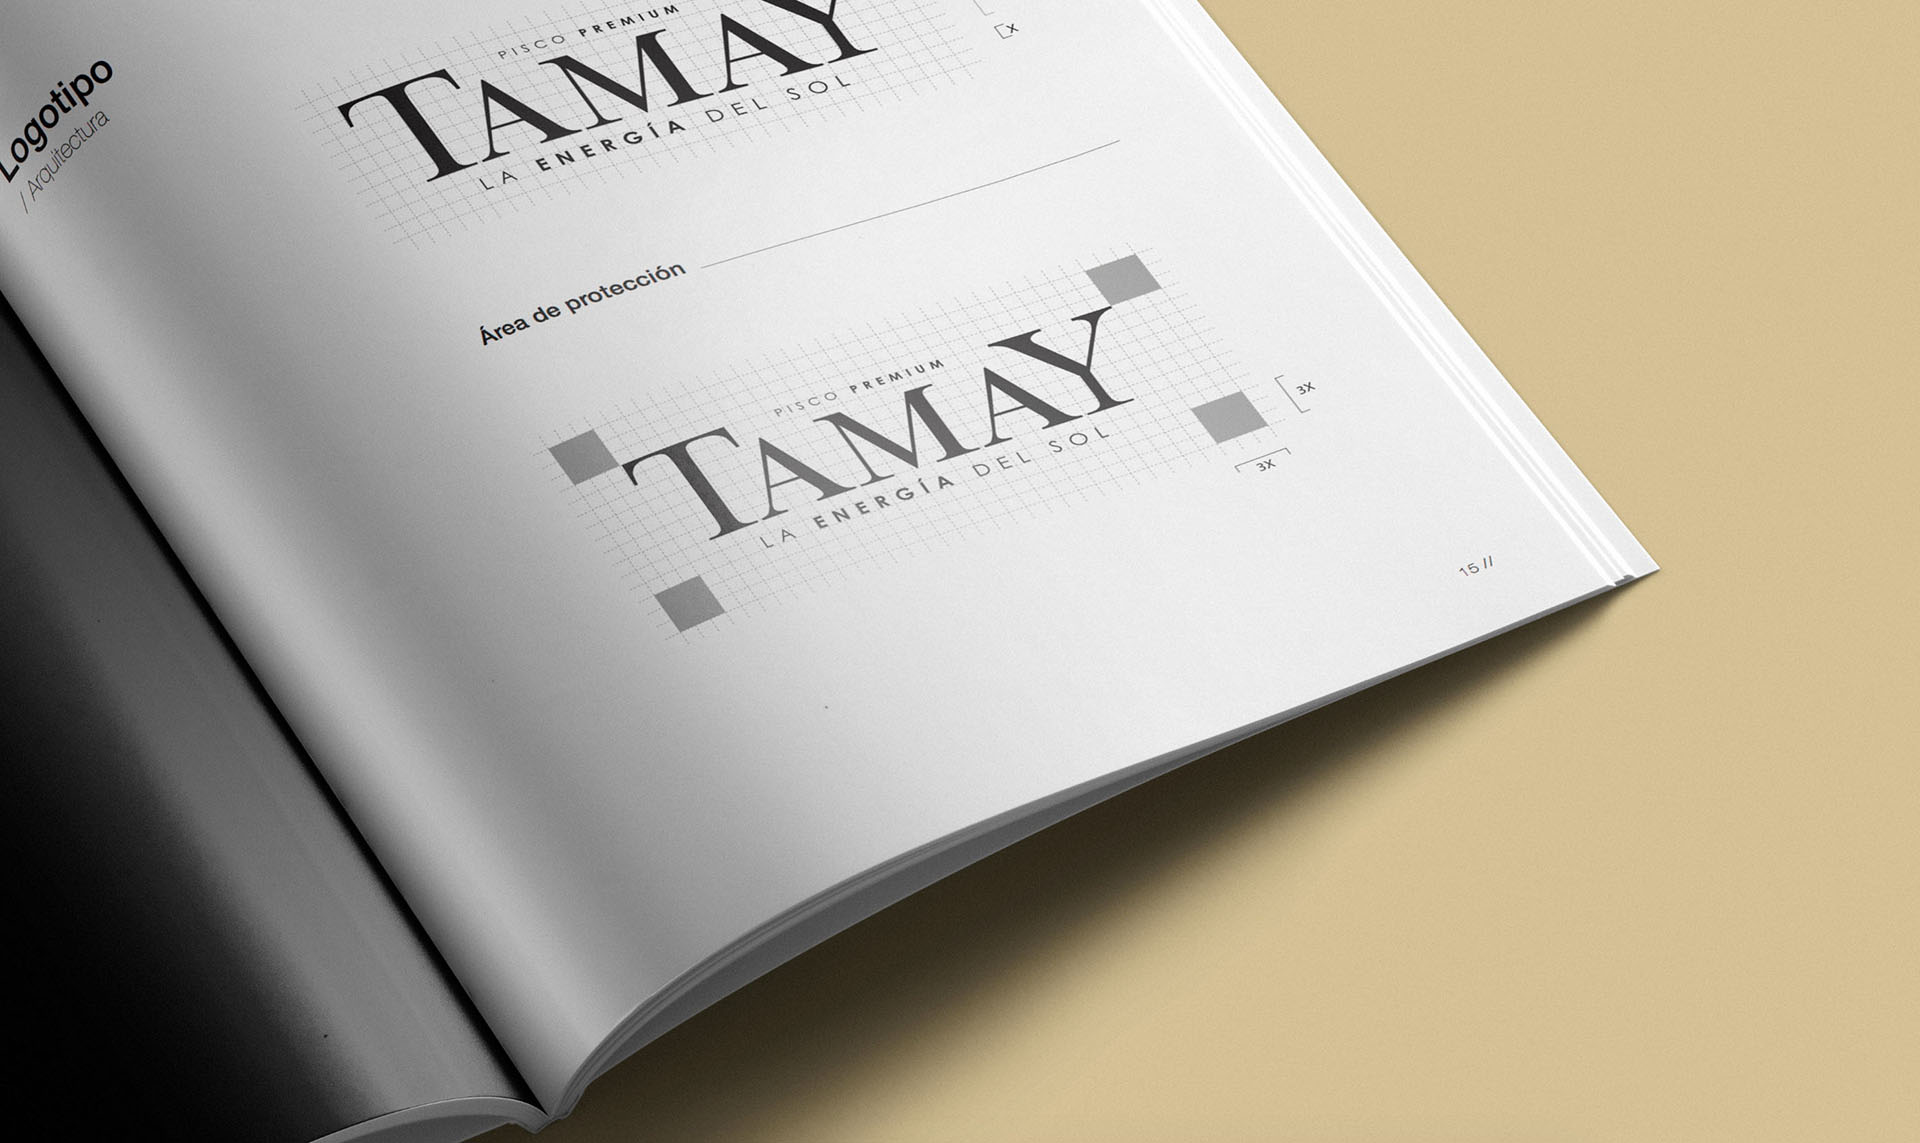 Logotipo
/ Arquitectura
PISCO PREMIUM
TAMAY
LA ENERGÍA DEL SOL
X
Área de protección
PISCO PREMIUM
TAMAY
LA ENERGÍA DEL SOL
3X
3X
15 //